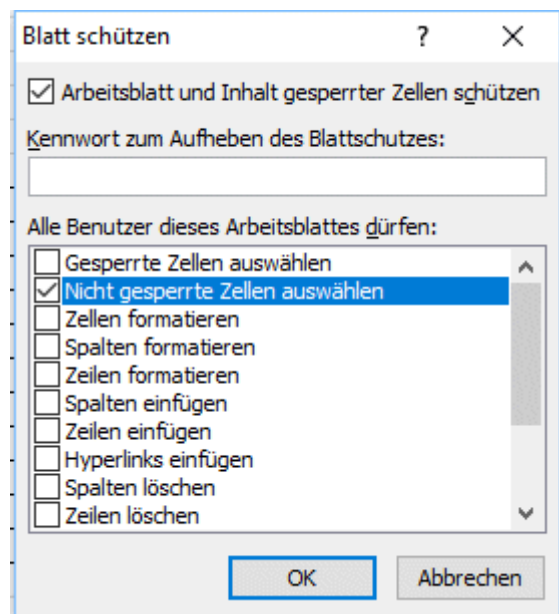 Blatt schützen
?
Arbeitsblatt und Inhalt gesperrter Zellen schützen
Kennwort zum Aufheben des Blattschutzes:
Alle Benutzer dieses Arbeitsblattes dürfen:
Gesperrte Zellen auswählen
Nicht gesperrte Zellen auswählen
Zellen formatieren
Spalten formatieren
Zeilen formatieren
Spalten einfügen
Zeilen einfügen
Hyperlinks einfügen
Spalten löschen
Zeilen löschen
OK Abbrechen